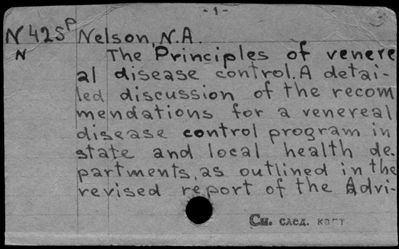 -1-
N42Sᴾ Nelson, N.A.
N The Principles of venere
al disease control. A detai-
led discussion of the recom
mendations for a venereal
disease control program in
state and local health de-
partments, as outlined in the
revised report of the Advi-
См. след. карт.